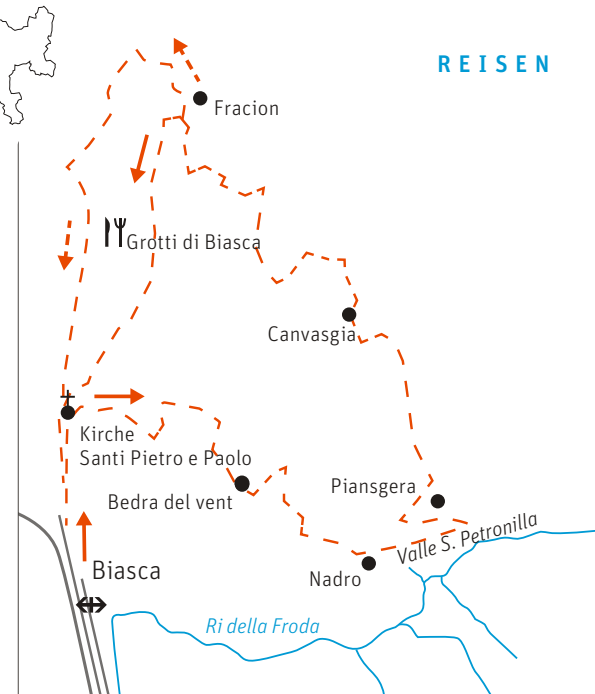 REISEN
Fracion
Grotti di Biasca
Canvasgia
Kirche
Santi Pietro e Paolo
Piansgera
Bedra del vent
Valle S. Petronilla
Biasca
Nadro
Ri della Froda